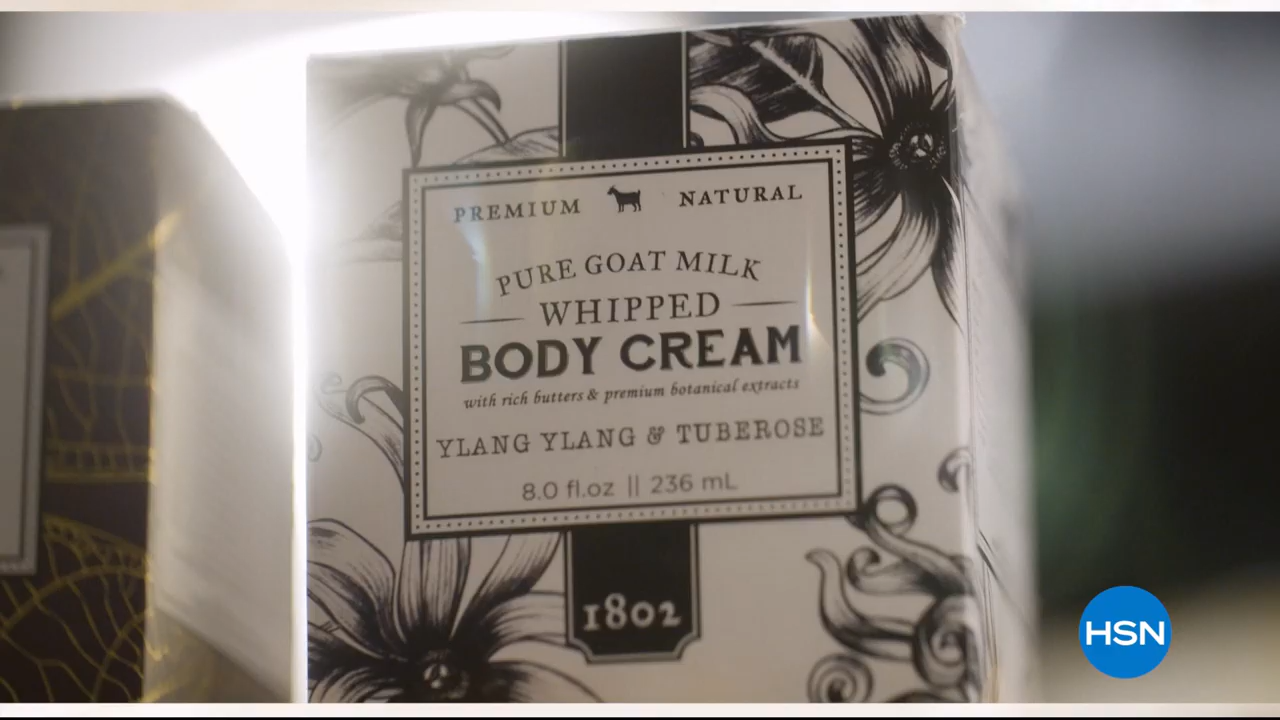 PREMIUM NATURAL
PURE GOAT MILK
WHIPPED
BODY CREAM
with rich butters & premium botanical extracts
YLANG YLANG & TUBEROSE
8.0 fl.oz || 236 mL
1802
HSN